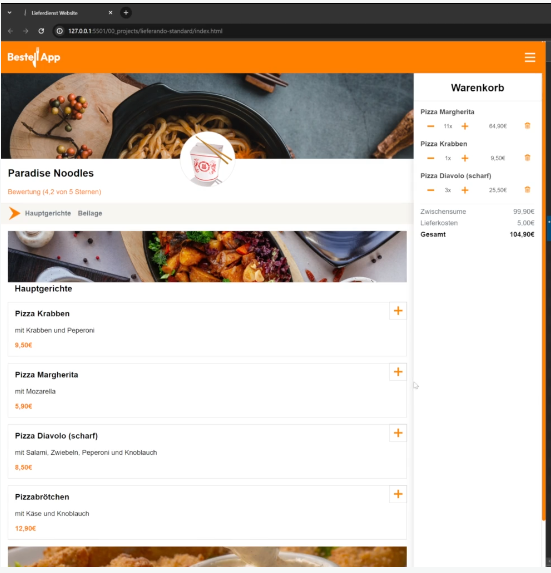 Lieferdienst Website
127.0.0.1:5501/00_projects/lieferando-standard/index.html
Bestell App
Paradise Noodles
Bewertung (4,2 von 5 Sternen)
Hauptgerichte Beilage
Hauptgerichte
Pizza Krabben
mit Krabben und Peperoni
9,50€
Pizza Margherita
mit Mozarella
5,90€
Pizza Diavolo (scharf)
mit Salami, Zwiebeln, Peperoni und Knoblauch
8,50€
Pizzabrötchen
mit Käse und Knoblauch
12,90€
Warenkorb
Pizza Margherita
11x 64,90€
Pizza Krabben
1x 9,50€
Pizza Diavolo (scharf)
3x 25,50€
Zwischensume 99,90€
Lieferkosten 5,00€
Gesamt 104,90€